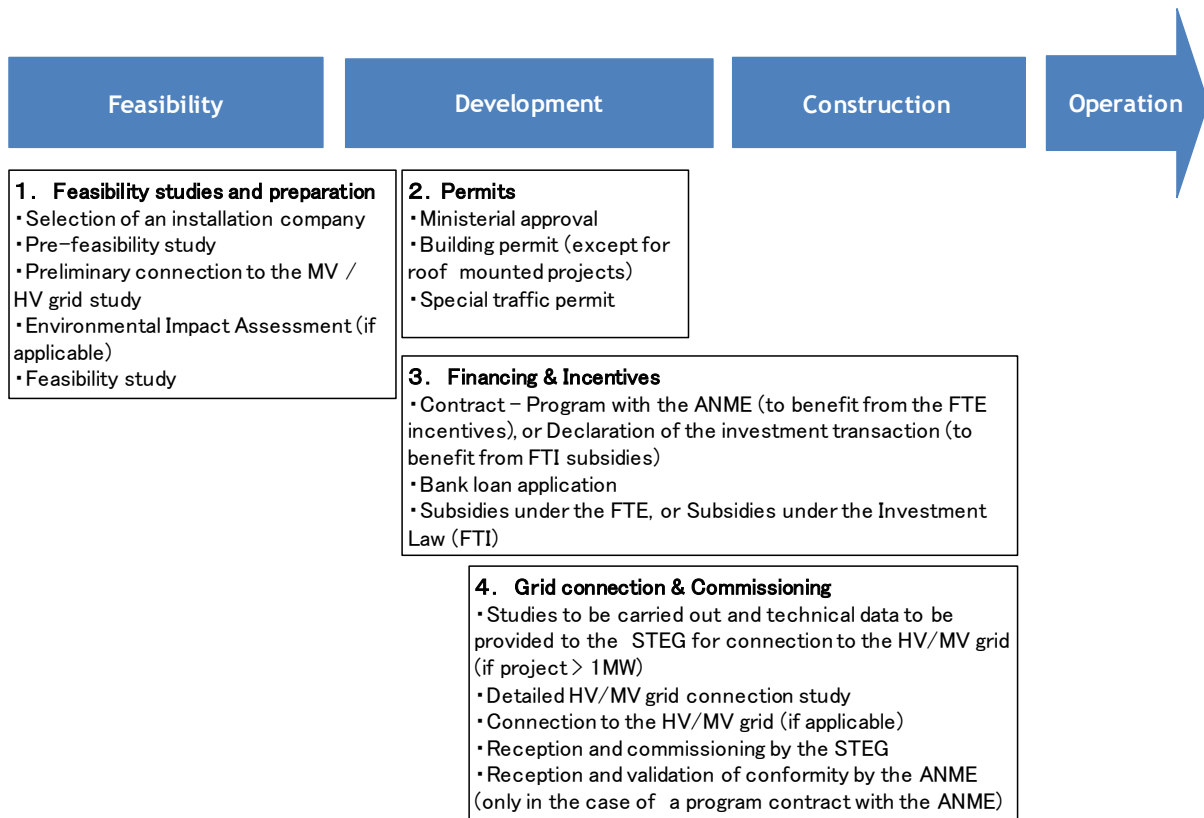 Feasibility
Development
Construction
Operation
1. Feasibility studies and preparation
・Selection of an installation company
・Pre-feasibility study
・Preliminary connection to the MV /
HV grid study
・Environmental Impact Assessment (if
applicable)
・Feasibility study
2. Permits
・Ministerial approval
・Building permit (except for
roof mounted projects)
・Special traffic permit
3. Financing & Incentives
・Contract – Program with the ANME (to benefit from the FTE
incentives), or Declaration of the investment transaction (to
benefit from FTI subsidies)
・Bank loan application
・Subsidies under the FTE, or Subsidies under the Investment
Law (FTI)
4. Grid connection & Commissioning
・Studies to be carried out and technical data to be
provided to the STEG for connection to the HV/MV grid
(if project > 1MW)
・Detailed HV/MV grid connection study
・Connection to the HV/MV grid (if applicable)
・Reception and commissioning by the STEG
・Reception and validation of conformity by the ANME
(only in the case of a program contract with the ANME)